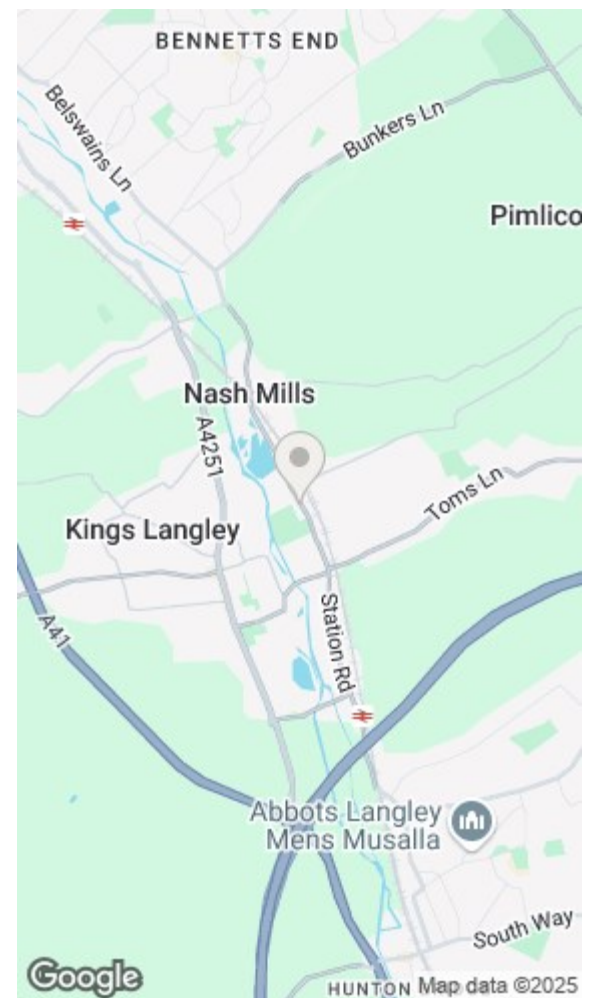 BENNETTS END
Belswains Ln
Bunkers Ln
Pimlico
Nash Mills
A4251
Toms Ln
Kings Langley
A41
Station Rd
Abbots Langley
Mens Musalla
South Way
Google
HUNTON
Map data ©2025